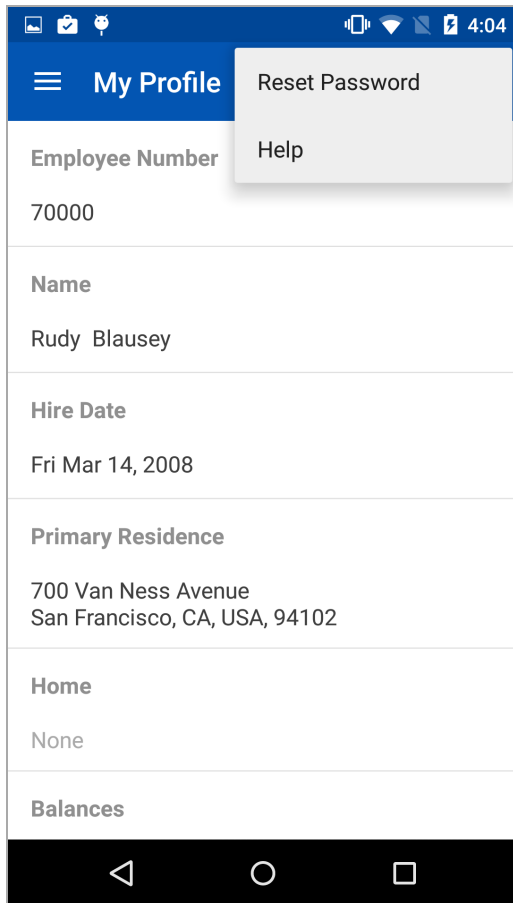 4:04
My Profile
Reset Password
Help
Employee Number
70000
Name
Rudy  Blausey
Hire Date
Fri Mar 14, 2008
Primary Residence
700 Van Ness Avenue
San Francisco, CA, USA, 94102
Home
None
Balances